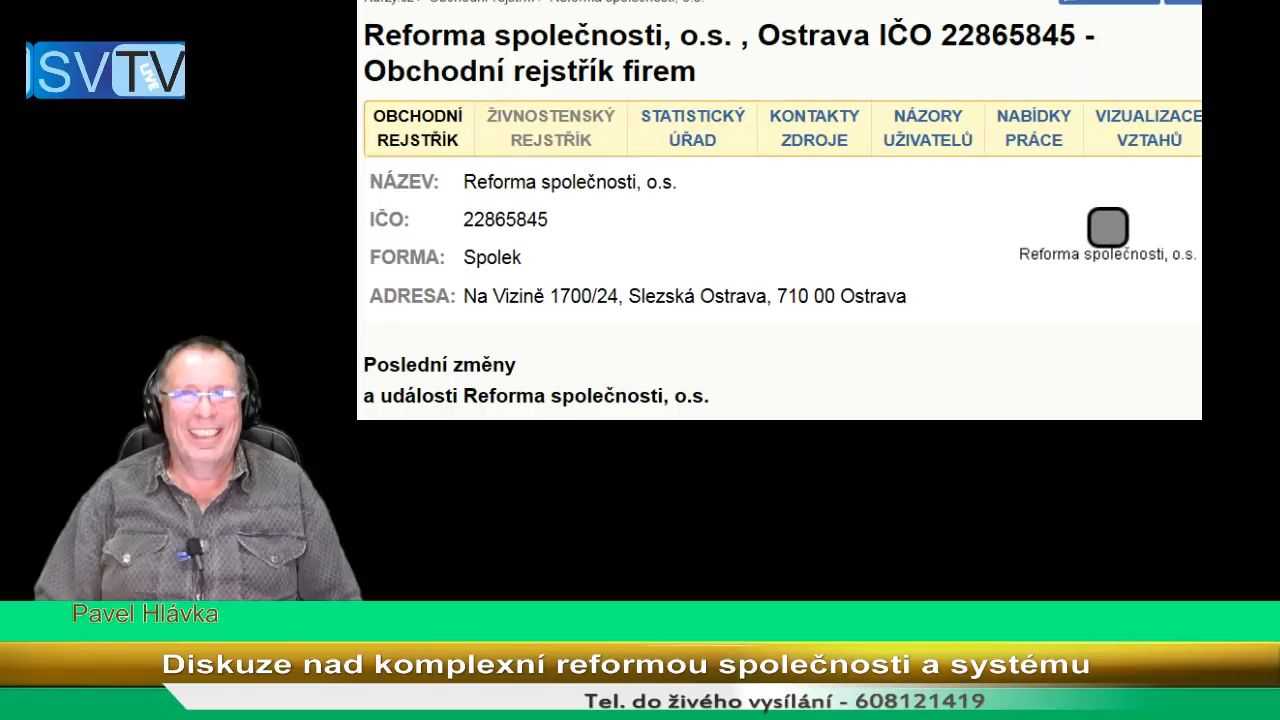 Reforma společnosti, o.s. , Ostrava IČO 22865845 -
Obchodní rejstřík firem
SVTV
LIVE
OBCHODNÍ REJSTŘÍK
ŽIVNOSTENSKÝ REJSTŘÍK
STATISTICKÝ ÚŘAD
KONTAKTY ZDROJE
NÁZORY UŽIVATELŮ
NABÍDKY PRÁCE
VIZUALIZACE VZTAHŮ
NÁZEV: Reforma společnosti, o.s.
IČO: 22865845
FORMA: Spolek
ADRESA: Na Vizině 1700/24, Slezská Ostrava, 710 00 Ostrava
Reforma společnosti, o.s.
Poslední změny
a události Reforma společnosti, o.s.
Pavel Hlávka
Diskuze nad komplexní reformou společnosti a systému
Tel. do živého vysílání - 608121419